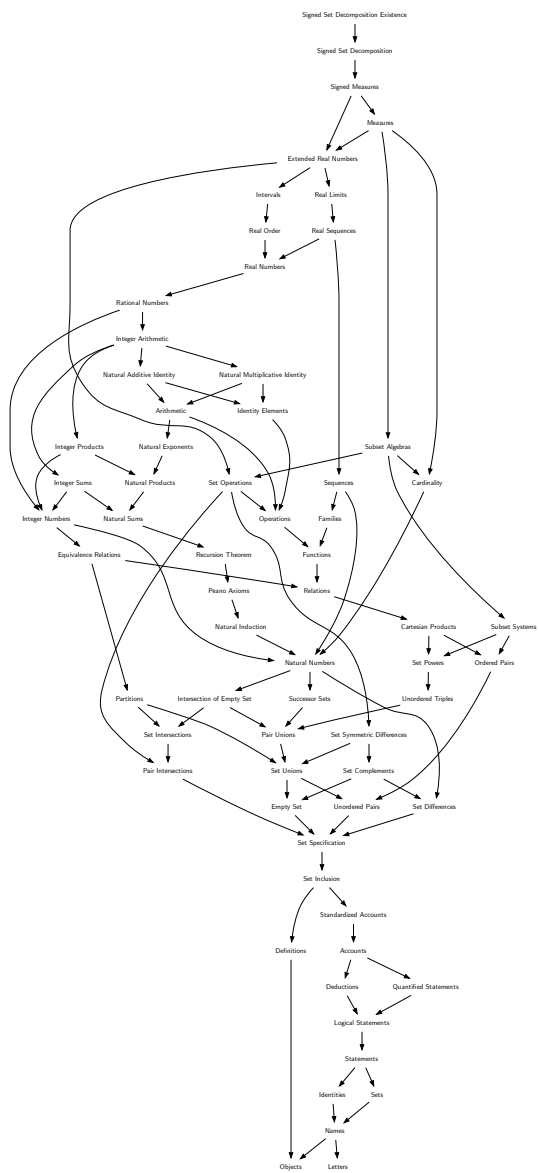 Signed Set Decomposition Existence
Signed Set Decomposition
Signed Measures
Measures
Extended Real Numbers
Intervals Real Limits
Real Order Real Sequences
Real Numbers
Rational Numbers
Integer Arithmetic
Natural Additive Identity Natural Multiplicative Identity
Arithmetic Identity Elements
Integer Products Natural Exponents Subset Algebras
Integer Sums Natural Products Set Operations Sequences Cardinality
Integer Numbers Natural Sums Operations Families
Equivalence Relations Recursion Theorem Functions
Peano Axioms Relations
Natural Induction Cartesian Products Subset Systems
Natural Numbers Set Powers Ordered Pairs
Partitions Intersection of Empty Set Successor Sets Unordered Triples
Set Intersections Pair Unions Set Symmetric Differences
Pair Intersections Set Unions Set Complements
Empty Set Unordered Pairs Set Differences
Set Specification
Set Inclusion
Standardized Accounts
Definitions Accounts
Deductions Quantified Statements
Logical Statements
Statements
Identities Sets
Names
Objects Letters